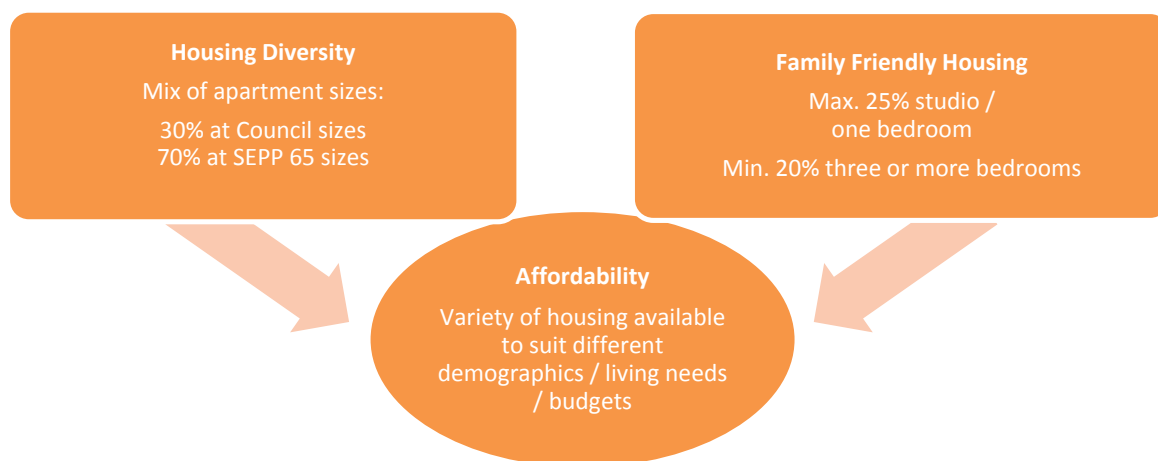 Housing Diversity
Mix of apartment sizes:
30% at Council sizes
70% at SEPP 65 sizes
Family Friendly Housing
Max. 25% studio /
one bedroom
Min. 20% three or more bedrooms
Affordability
Variety of housing available
to suit different
demographics / living needs
/ budgets